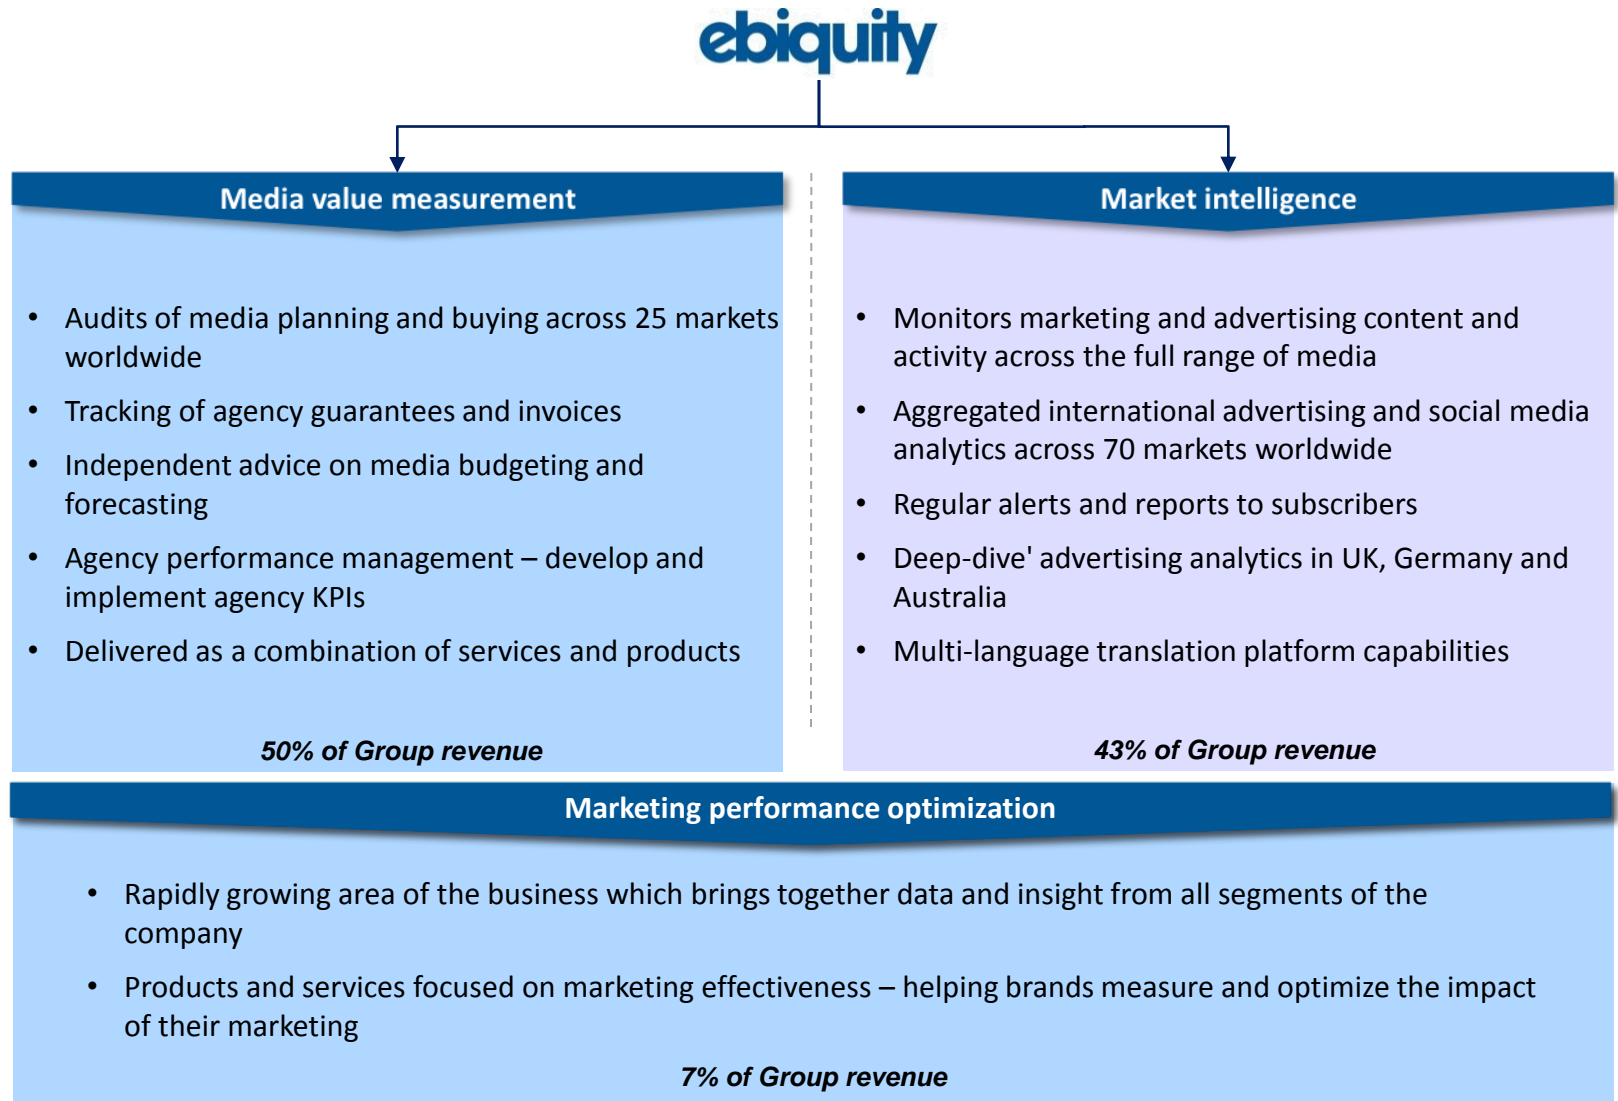 ebiquity
Media value measurement
• Audits of media planning and buying across 25 markets
worldwide
• Tracking of agency guarantees and invoices
• Independent advice on media budgeting and
forecasting
• Agency performance management – develop and
implement agency KPIs
• Delivered as a combination of services and products
50% of Group revenue
Market intelligence
• Monitors marketing and advertising content and
activity across the full range of media
• Aggregated international advertising and social media
analytics across 70 markets worldwide
• Regular alerts and reports to subscribers
• Deep-dive' advertising analytics in UK, Germany and
Australia
• Multi-language translation platform capabilities
43% of Group revenue
Marketing performance optimization
• Rapidly growing area of the business which brings together data and insight from all segments of the
company
• Products and services focused on marketing effectiveness – helping brands measure and optimize the impact
of their marketing
7% of Group revenue